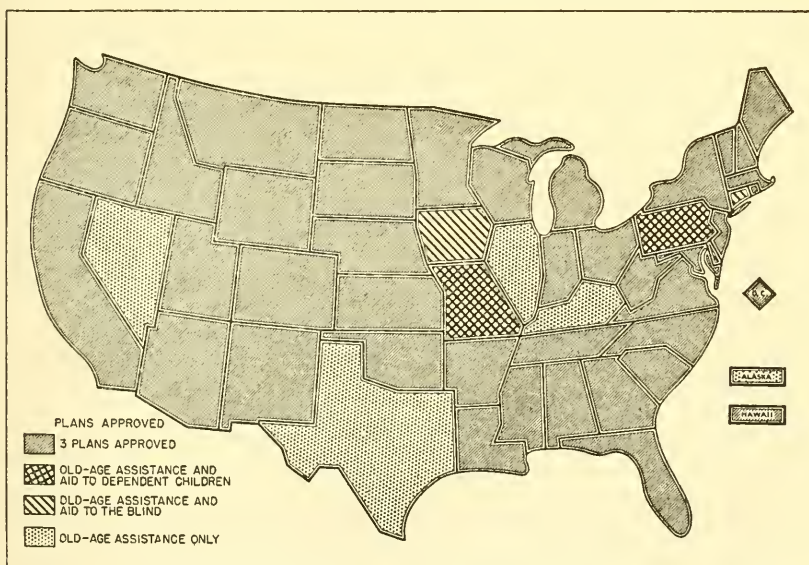 D.C.
ALASKA
HAWAII
PLANS APPROVED
3 PLANS APPROVED
OLD-AGE ASSISTANCE AND
AID TO DEPENDENT CHILDREN
OLD-AGE ASSISTANCE AND
AID TO THE BLIND
OLD-AGE ASSISTANCE ONLY